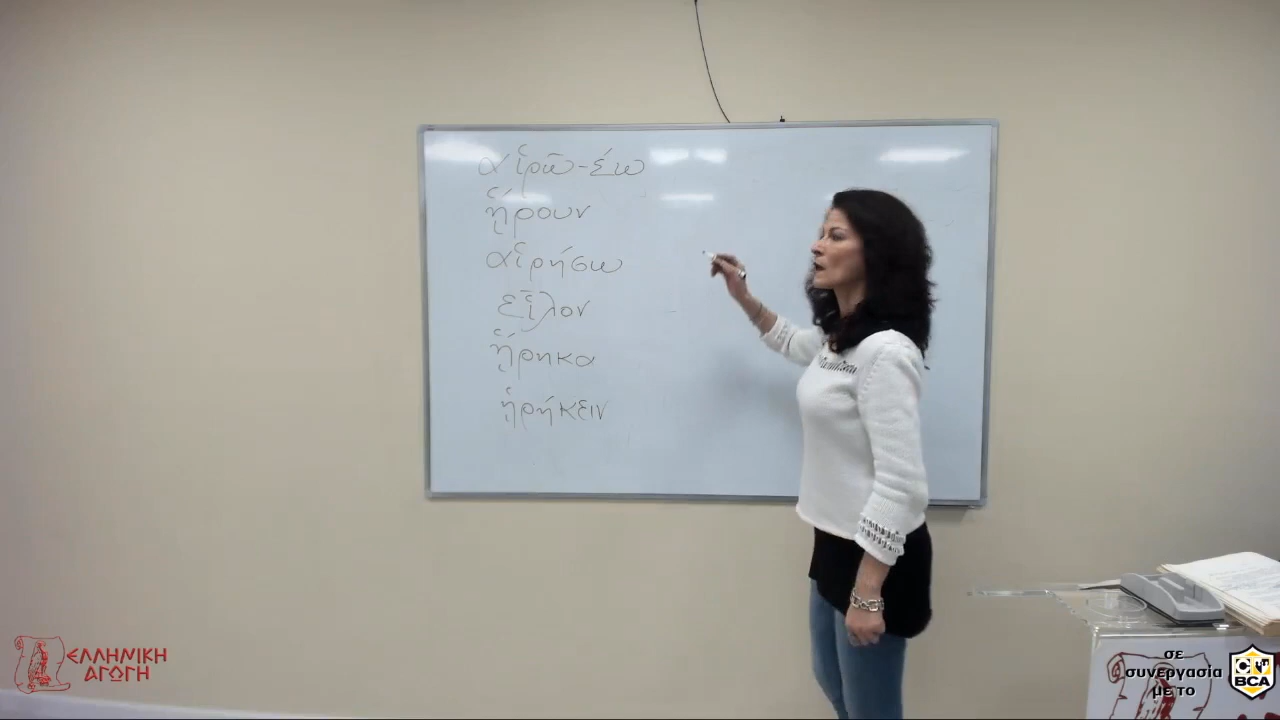 αἱρῶ-έω
ᾕρουν
αἱρήσω
εἷλον
ᾕρηκα
ᾑρήκειν
ΕΛΛΗΝΙΚΗ
ΑΓΩΓΗ
σε
συνεργασία
με το
BCA